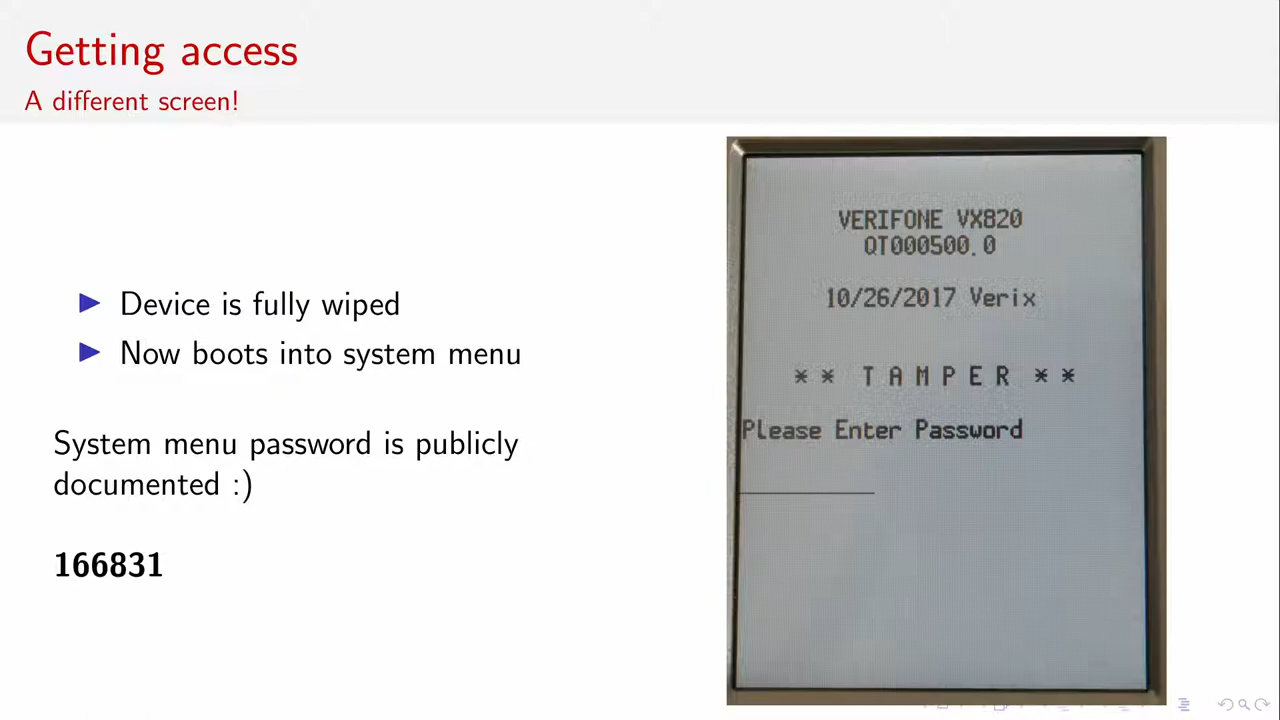 Getting access
A different screen!
Device is fully wiped
Now boots into system menu
System menu password is publicly
documented :)
166831
VERIFONE VX820
QT000500.0
10/26/2017 Verix
** TAMPER **
Please Enter Password